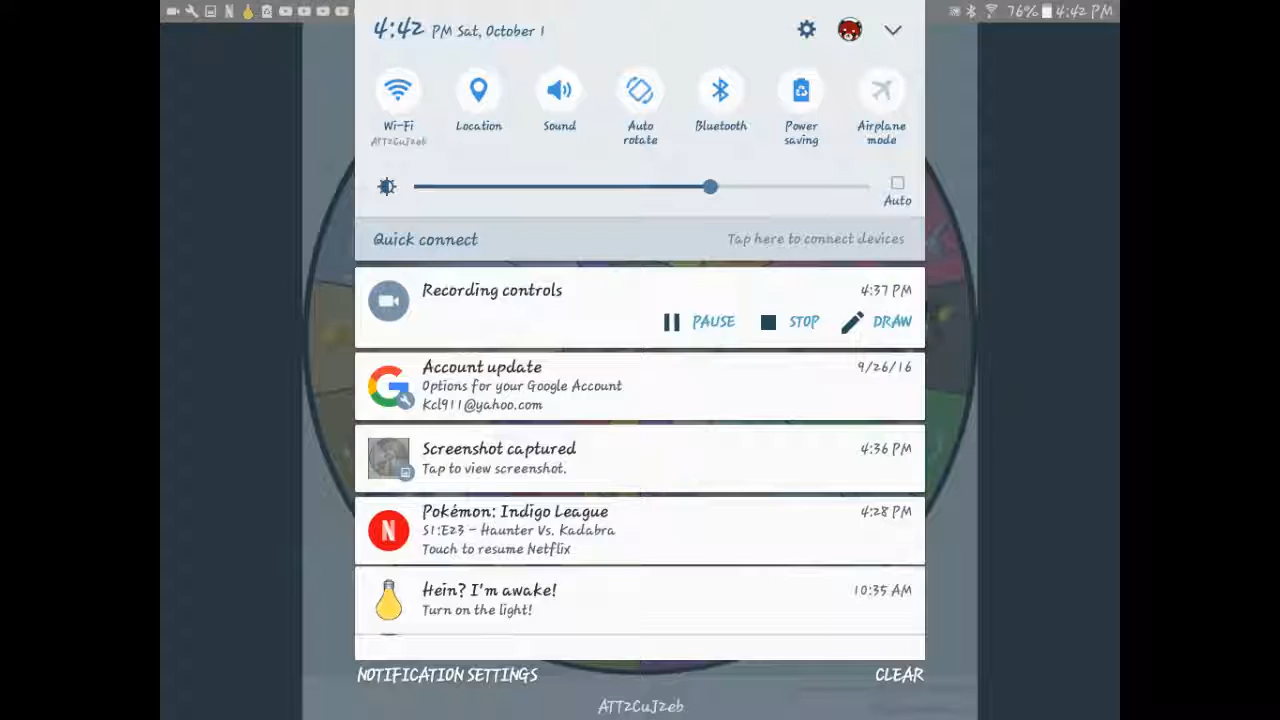 76% 4:42 PM
4:42 PM Sat, October 1
Wi-Fi
ATTzCuJzeb
Location
Sound
Auto
rotate
Bluetooth
Power
saving
Airplane
mode
Auto
Quick connect
Tap here to connect devices
Recording controls
4:37 PM
PAUSE
STOP
DRAW
Account update
9/26/16
Options for your Google Account
Kcl911@yahoo.com
Screenshot captured
4:36 PM
Tap to view screenshot.
N
Pokémon: Indigo League
4:28 PM
S1:E23 - Haunter Vs. Kadabra
Touch to resume Netflix
Hein? I'm awake!
10:35 AM
Turn on the light!
NOTIFICATION SETTINGS
CLEAR
ATTzCuJzeb